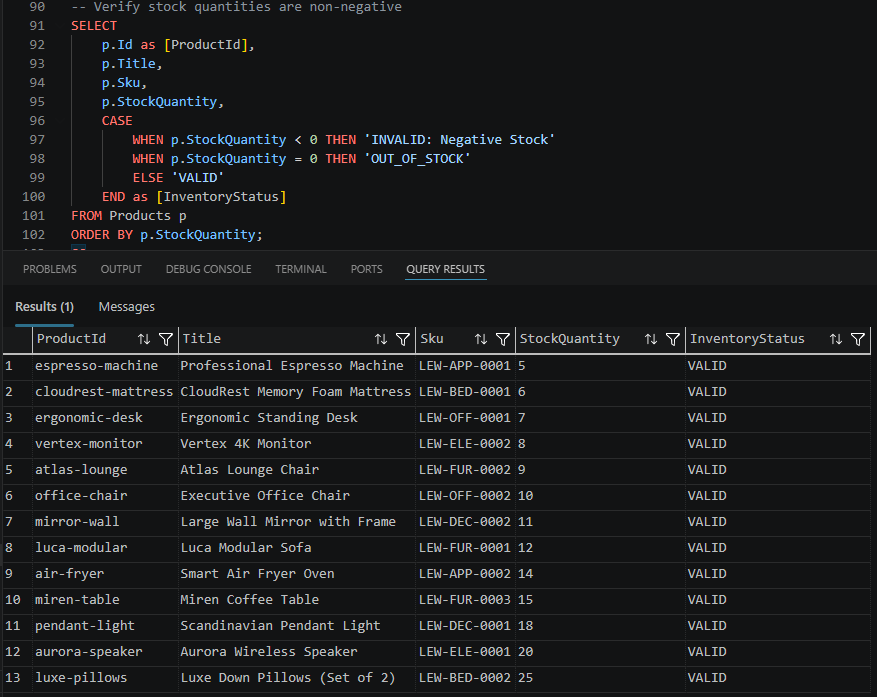 90 -- Verify stock quantities are non-negative
91 SELECT
92 p.Id as [ProductId],
93 p.Title,
94 p.Sku,
95 p.StockQuantity,
96 CASE
97 WHEN p.StockQuantity < 0 THEN 'INVALID: Negative Stock'
98 WHEN p.StockQuantity = 0 THEN 'OUT_OF_STOCK'
99 ELSE 'VALID'
100 END as [InventoryStatus]
101 FROM Products p
102 ORDER BY p.StockQuantity;
PROBLEMS OUTPUT DEBUG CONSOLE TERMINAL PORTS QUERY RESULTS
Results (1) Messages
ProductId Title Sku StockQuantity InventoryStatus
1 espresso-machine Professional Espresso Machine LEW-APP-0001 5 VALID
2 cloudrest-mattress CloudRest Memory Foam Mattress LEW-BED-0001 6 VALID
3 ergonomic-desk Ergonomic Standing Desk LEW-OFF-0001 7 VALID
4 vertex-monitor Vertex 4K Monitor LEW-ELE-0002 8 VALID
5 atlas-lounge Atlas Lounge Chair LEW-FUR-0002 9 VALID
6 office-chair Executive Office Chair LEW-OFF-0002 10 VALID
7 mirror-wall Large Wall Mirror with Frame LEW-DEC-0002 11 VALID
8 luca-modular Luca Modular Sofa LEW-FUR-0001 12 VALID
9 air-fryer Smart Air Fryer Oven LEW-APP-0002 14 VALID
10 miren-table Miren Coffee Table LEW-FUR-0003 15 VALID
11 pendant-light Scandinavian Pendant Light LEW-DEC-0001 18 VALID
12 aurora-speaker Aurora Wireless Speaker LEW-ELE-0001 20 VALID
13 luxe-pillows Luxe Down Pillows (Set of 2) LEW-BED-0002 25 VALID